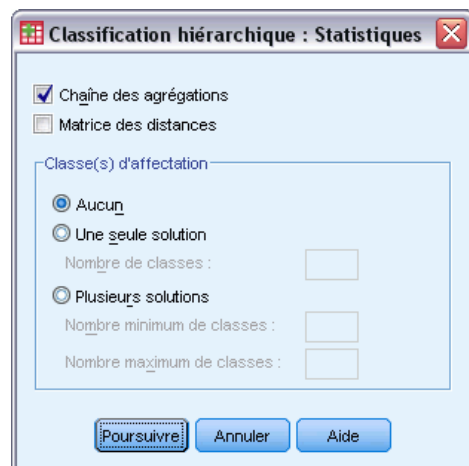 Classification hiérarchique : Statistiques
Chaîne des agrégations
Matrice des distances
Classe(s) d'affectation
Aucun
Une seule solution
Nombre de classes :
Plusieurs solutions
Nombre minimum de classes :
Nombre maximum de classes :
Poursuivre Annuler Aide